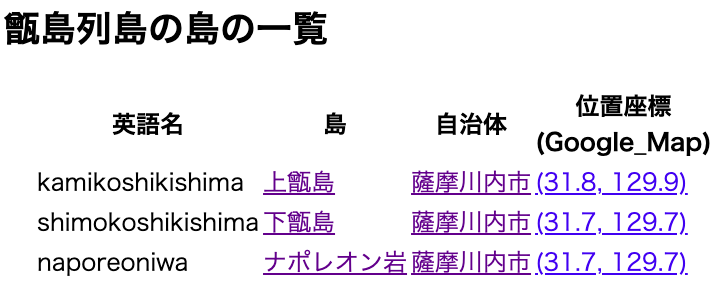 甑島列島の島の一覧
英語名 島 自治体 位置座標
(Google_Map)
kamikoshikishima 上甑島 薩摩川内市 (31.8, 129.9)
shimokoshikishima 下甑島 薩摩川内市 (31.7, 129.7)
naporeoniwa ナポレオン岩 薩摩川内市 (31.7, 129.7)